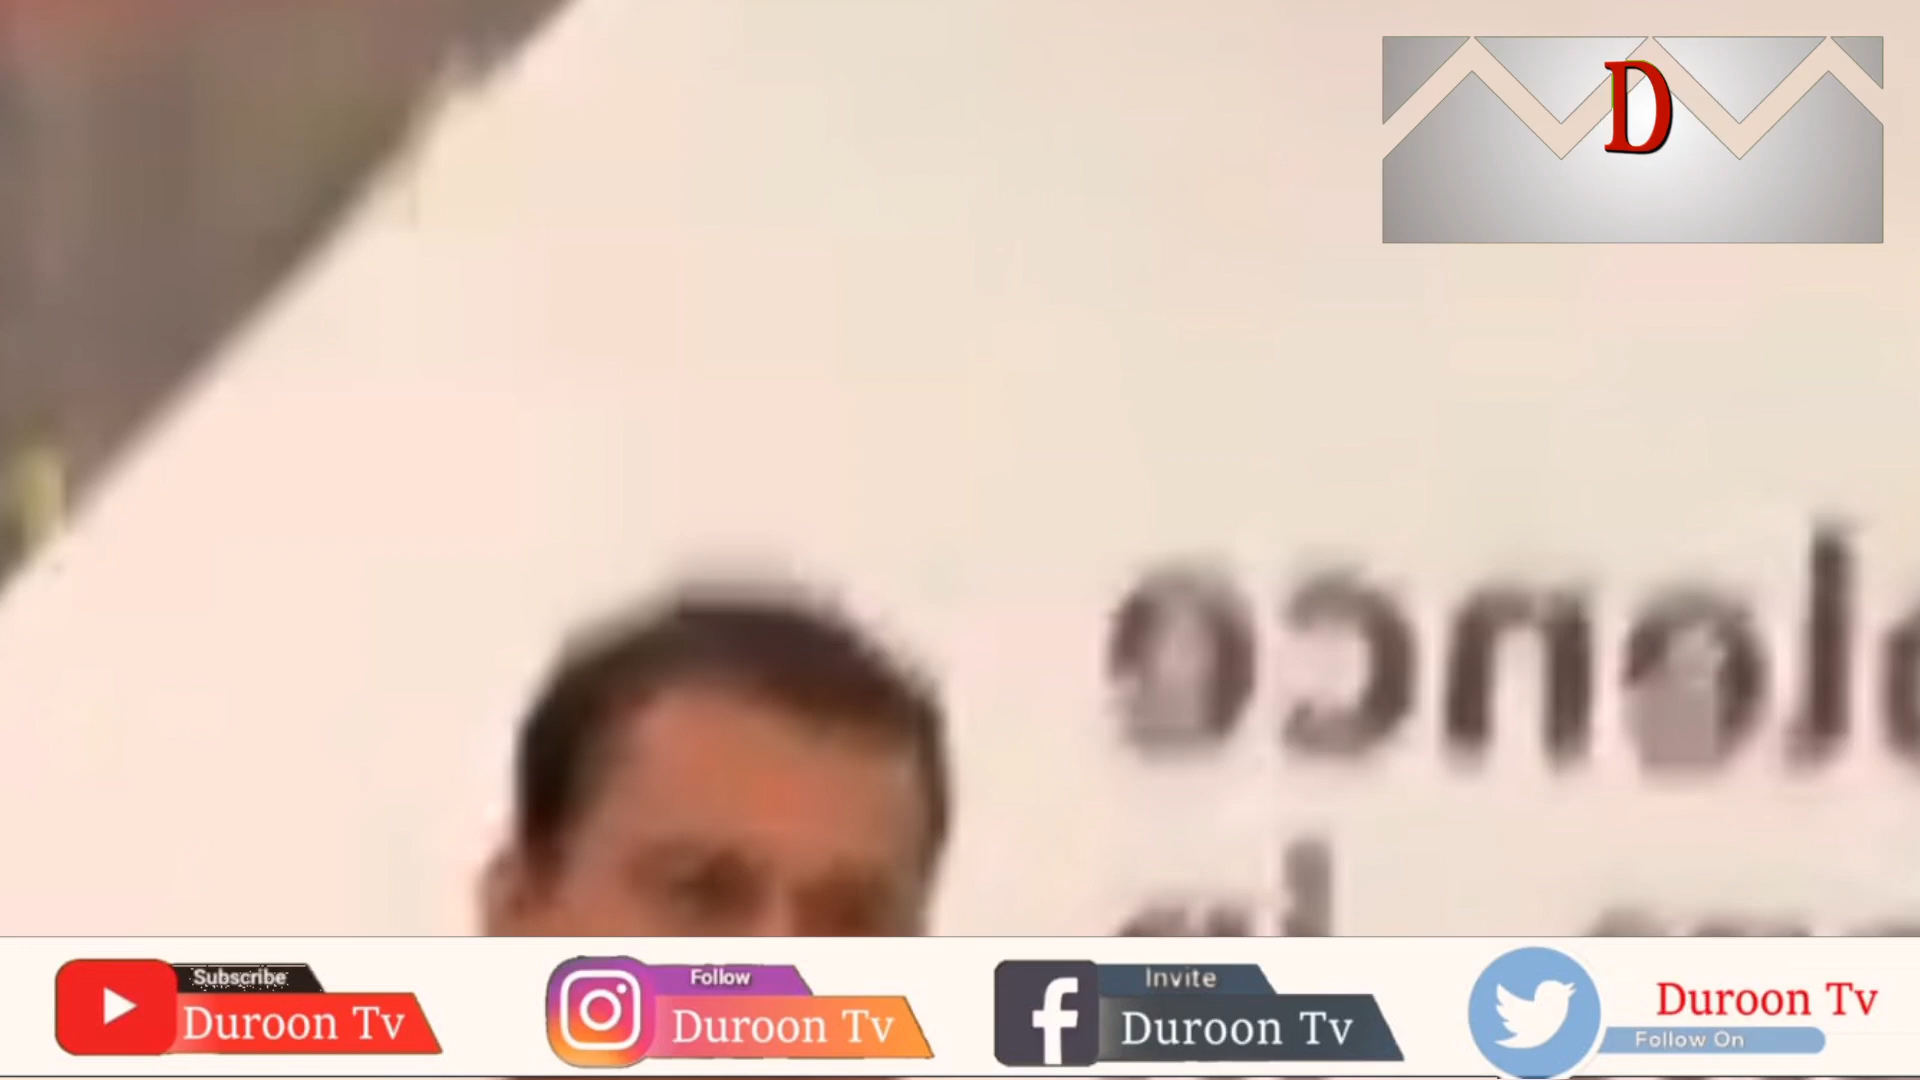 D
Subscribe
Duroon Tv
Follow
Duroon Tv
Invite
Duroon Tv
Duroon Tv
Follow On